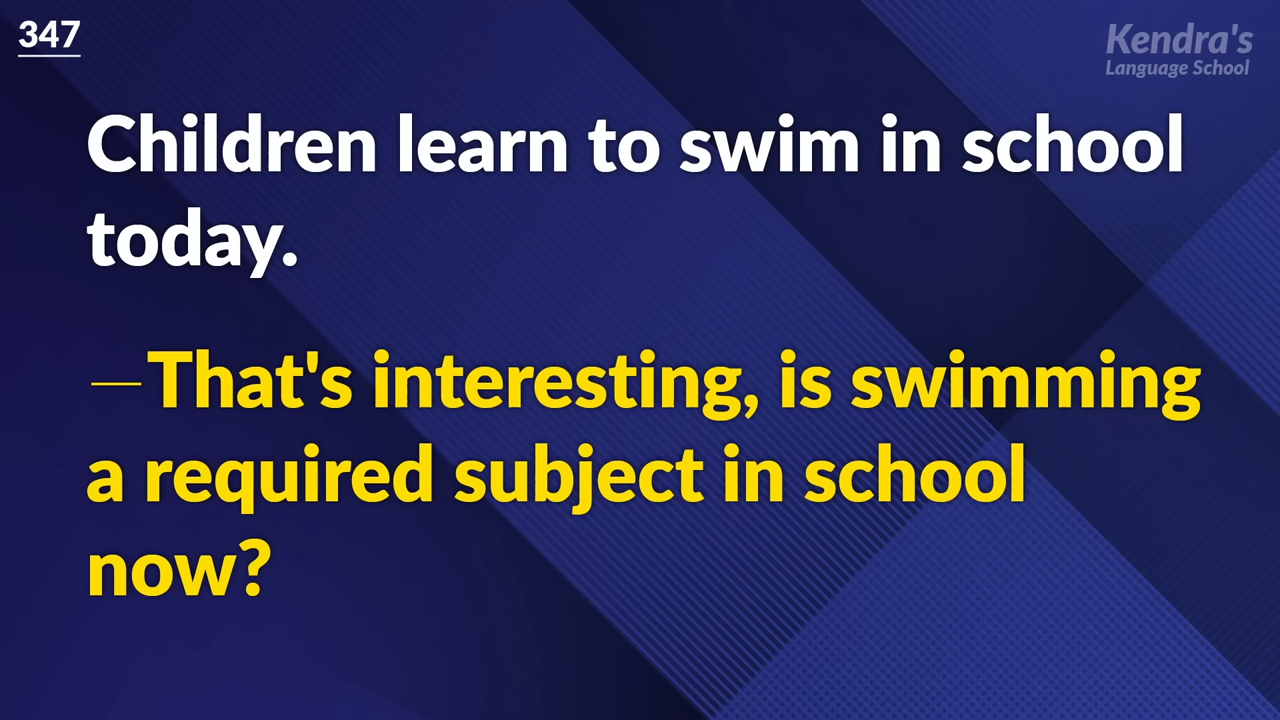 347
Kendra's
Language School
Children learn to swim in school
today.
—That's interesting, is swimming
a required subject in school
now?